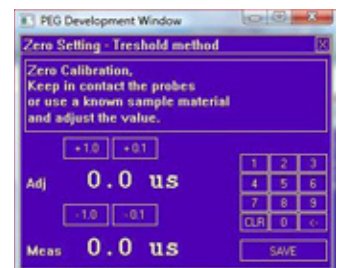 PEG Development Window
Zero Setting - Treshold method
Zero Calibration,
Keep in contact the probes
or use a known sample material
and adjust the value.
+1.0 +0.1
Adj 0.0 us
-1.0 -0.1
Meas 0.0 us
1 2 3
4 5 6
7 8 9
CLR 0 <-
SAVE